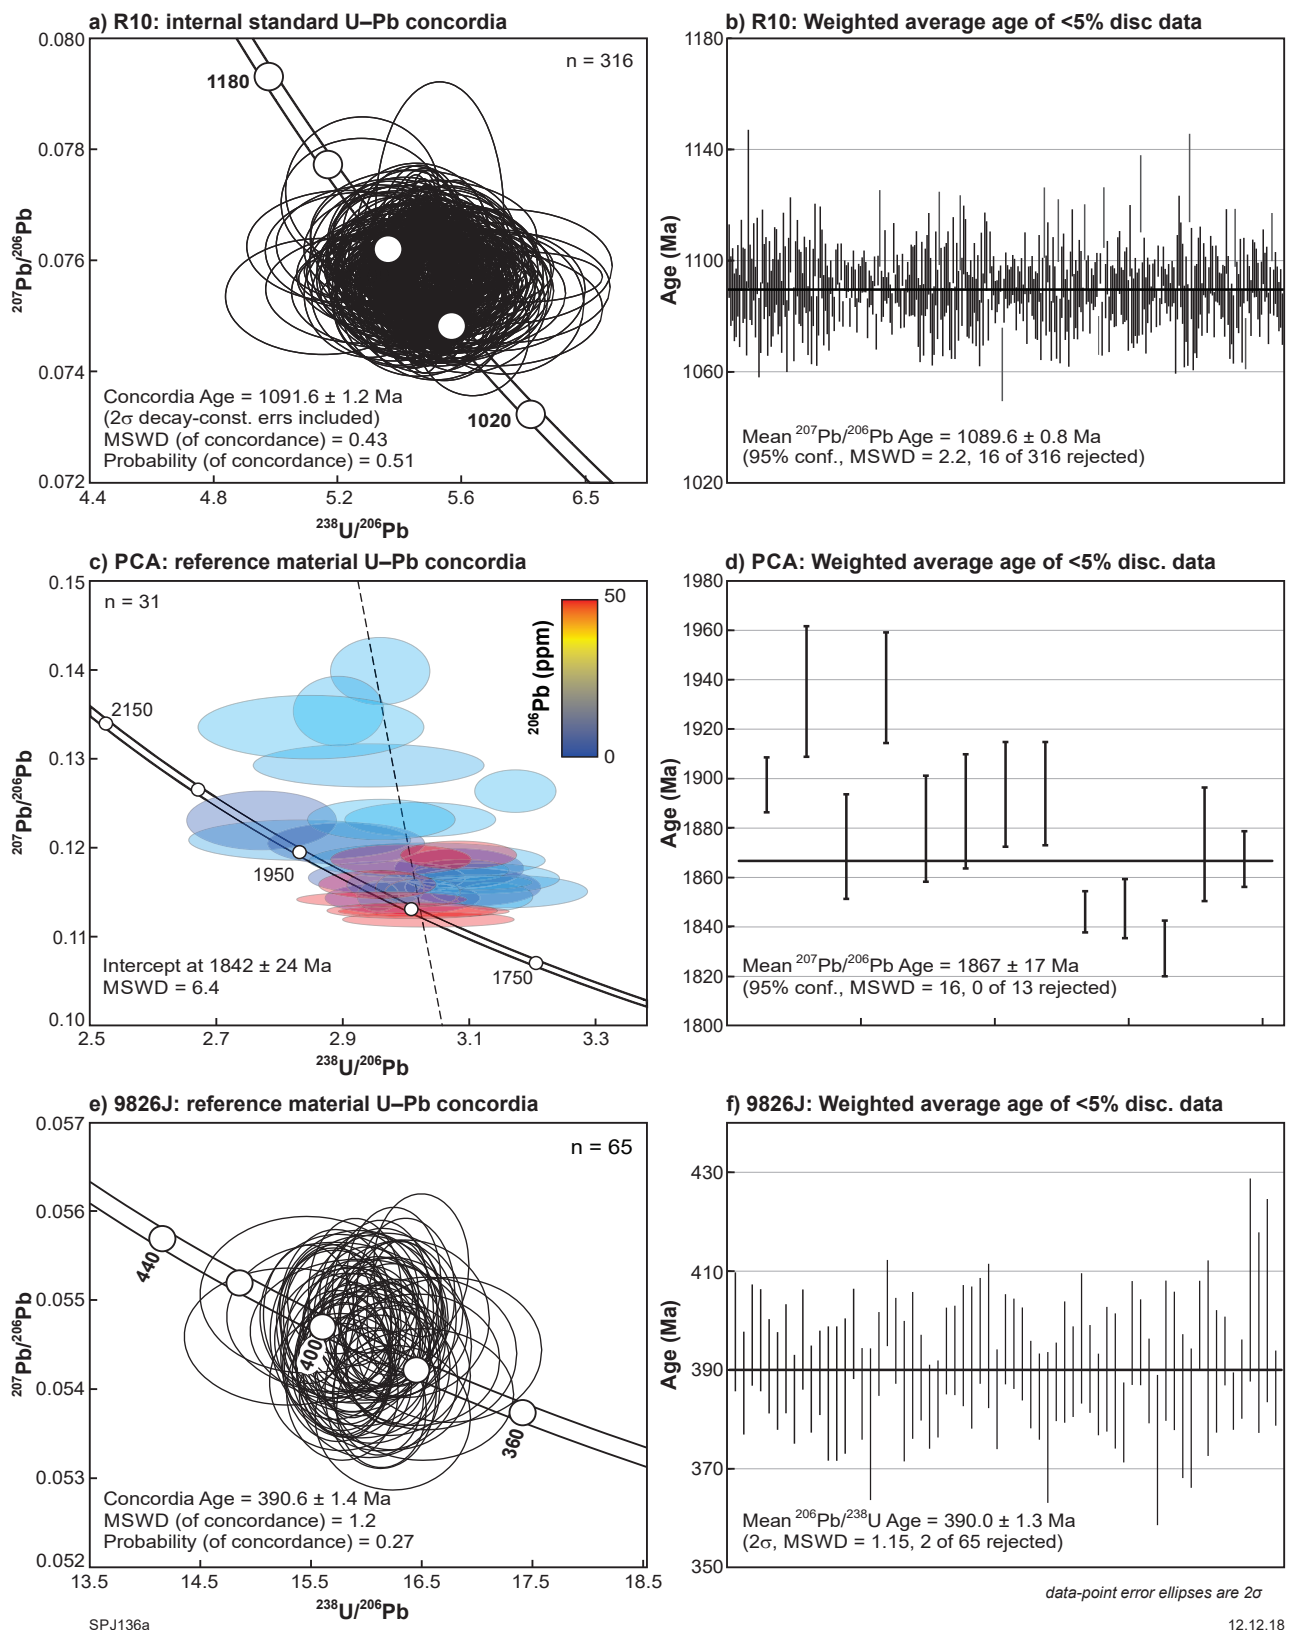 a) R10: internal standard U–Pb concordia
0.080
0.078
0.076
0.074
0.072
207Pb/206Pb
n = 316
1180
1020
Concordia Age = 1091.6 ± 1.2 Ma
(2σ decay-const. errs included)
MSWD (of concordance) = 0.43
Probability (of concordance) = 0.51
4.4 4.8 5.2 5.6 6.5
238U/206Pb
b) R10: Weighted average age of <5% disc data
1180
1140
1100
1060
1020
Age (Ma)
Mean 207Pb/206Pb Age = 1089.6 ± 0.8 Ma
(95% conf., MSWD = 2.2, 16 of 316 rejected)
c) PCA: reference material U–Pb concordia
0.15
0.14
0.13
0.12
0.11
0.10
207Pb/206Pb
n = 31
50
0
206Pb (ppm)
2150
1950
1750
Intercept at 1842 ± 24 Ma
MSWD = 6.4
2.5 2.7 2.9 3.1 3.3
238U/206Pb
d) PCA: Weighted average age of <5% disc. data
1980
1960
1940
1920
1900
1880
1860
1840
1820
1800
Age (Ma)
Mean 207Pb/206Pb Age = 1867 ± 17 Ma
(95% conf., MSWD = 16, 0 of 13 rejected)
e) 9826J: reference material U–Pb concordia
0.057
0.056
0.055
0.054
0.053
0.052
207Pb/206Pb
n = 65
440
400
360
Concordia Age = 390.6 ± 1.4 Ma
MSWD (of concordance) = 1.2
Probability (of concordance) = 0.27
13.5 14.5 15.5 16.5 17.5 18.5
238U/206Pb
f) 9826J: Weighted average age of <5% disc. data
430
410
390
370
350
Age (Ma)
Mean 206Pb/238U Age = 390.0 ± 1.3 Ma
(2σ, MSWD = 1.15, 2 of 65 rejected)
data-point error ellipses are 2σ
SPJ136a
12.12.18